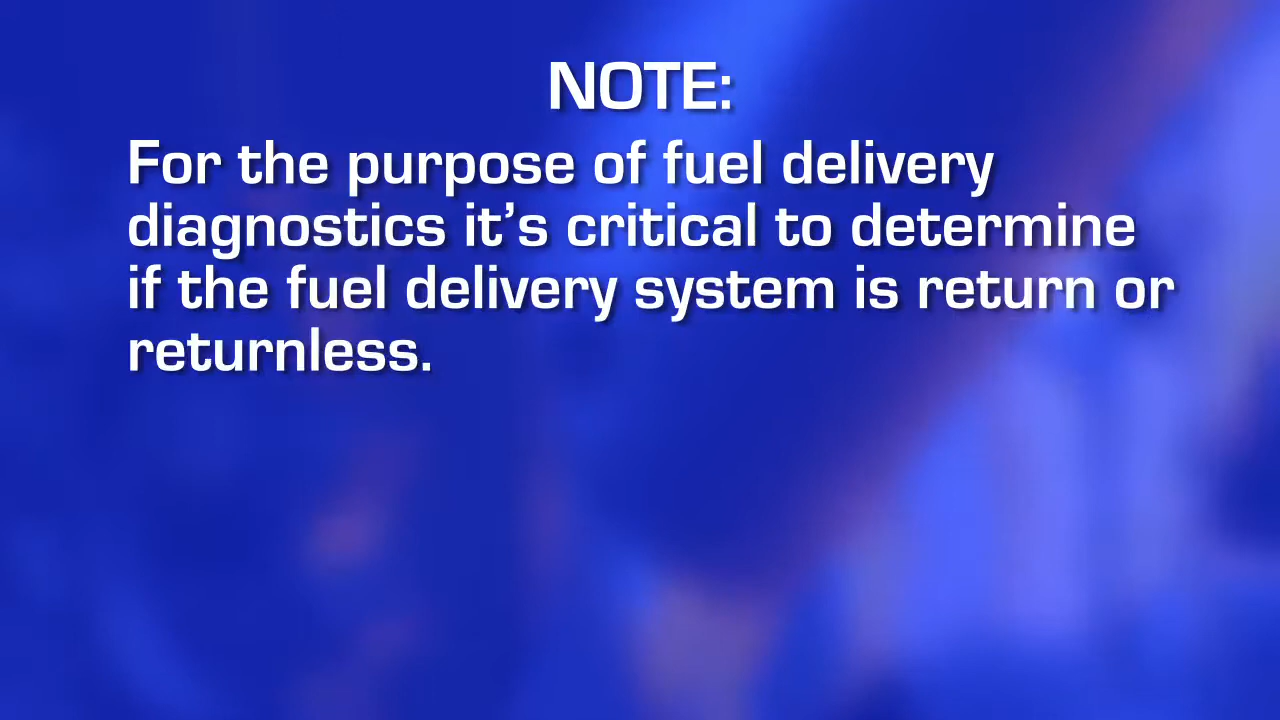 NOTE:
For the purpose of fuel delivery
diagnostics it’s critical to determine
if the fuel delivery system is return or
returnless.